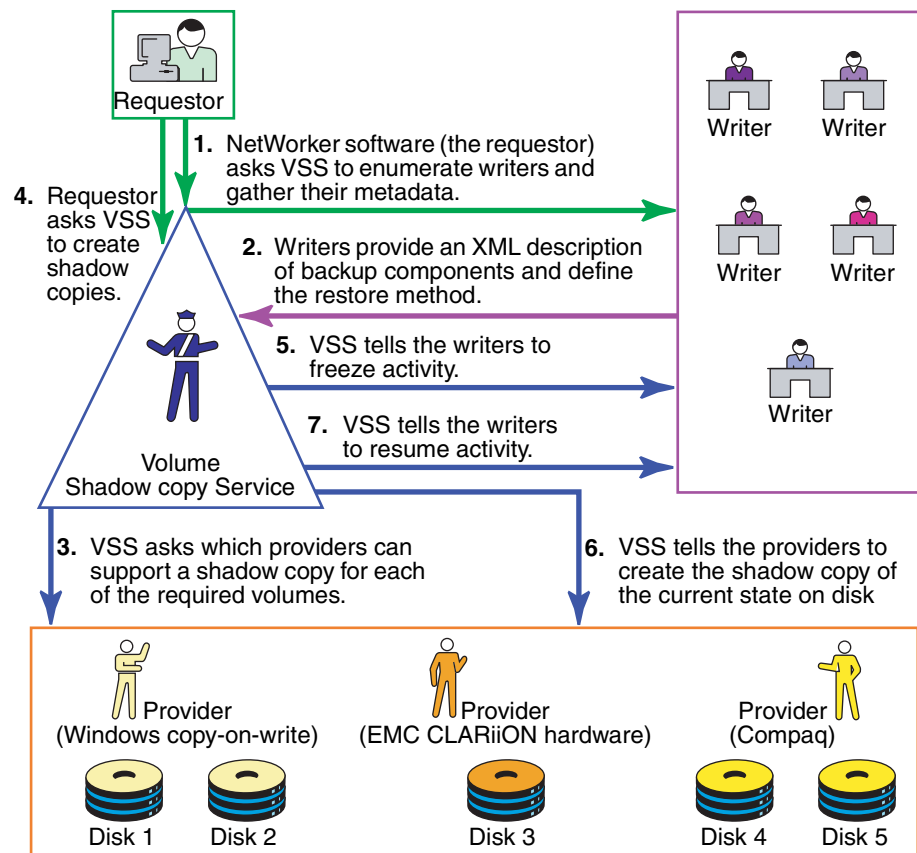 Requestor
Writer
Writer
1. NetWorker software (the requestor)
asks VSS to enumerate writers and
gather their metadata.
4. Requestor
asks VSS
to create
shadow
copies.
2. Writers provide an XML description
of backup components and define
the restore method.
Writer
Writer
5. VSS tells the writers to
freeze activity.
Writer
7. VSS tells the writers
to resume activity.
Volume
Shadow copy Service
3. VSS asks which providers can
support a shadow copy for each
of the required volumes.
6. VSS tells the providers to
create the shadow copy of
the current state on disk
Provider
(Windows copy-on-write)
Provider
(EMC CLARiiON hardware)
Provider
(Compaq)
Disk 1
Disk 2
Disk 3
Disk 4
Disk 5